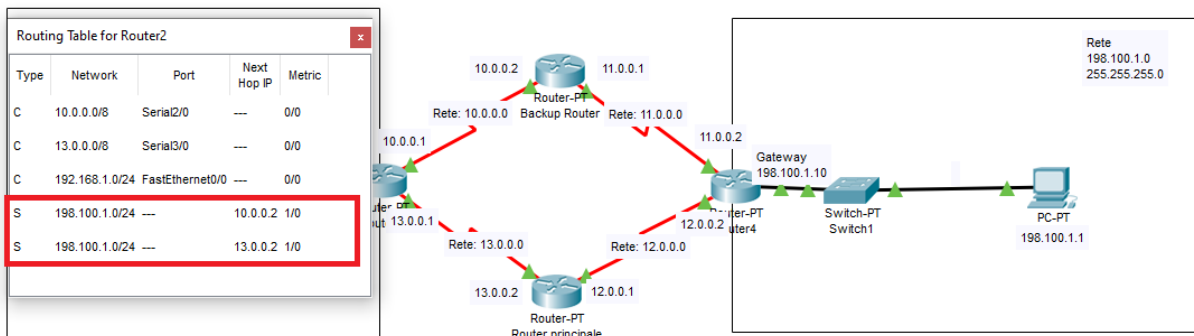 Routing Table for Router2
x
Type Network Port Next Hop IP Metric
C 10.0.0.0/8 Serial2/0 --- 0/0
C 13.0.0.0/8 Serial3/0 --- 0/0
C 192.168.1.0/24 FastEthernet0/0 --- 0/0
S 198.100.1.0/24 --- 10.0.0.2 1/0
S 198.100.1.0/24 --- 13.0.0.2 1/0
10.0.0.2
11.0.0.1
Router-PT
Backup Router
Rete: 10.0.0.0
Rete: 11.0.0.0
10.0.0.1
13.0.0.1
Rete: 13.0.0.0
Rete: 12.0.0.0
13.0.0.2
12.0.0.1
Router-PT
Router principale
11.0.0.2
12.0.0.2
Gateway
198.100.1.10
Switch-PT
Switch1
PC-PT
198.100.1.1
Rete
198.100.1.0
255.255.255.0